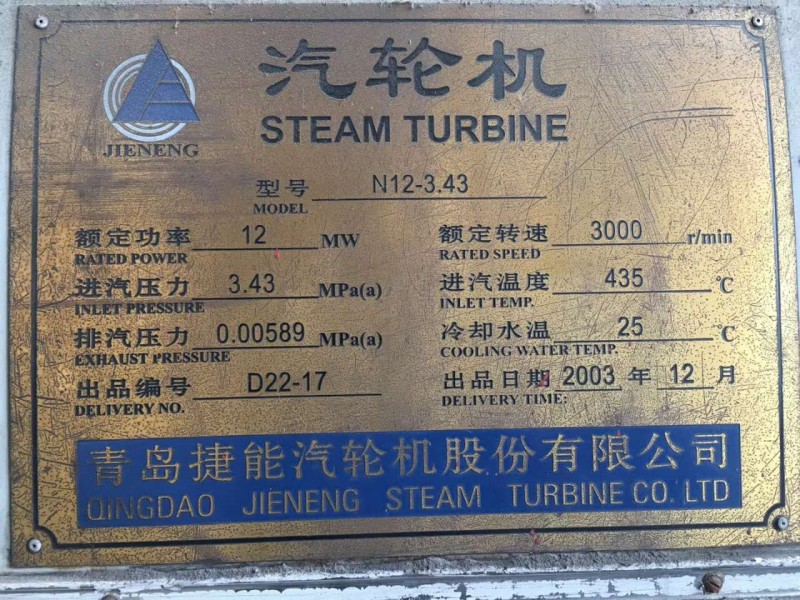 汽轮机
STEAM TURBINE
JIENENG
型号 N12-3.43
MODEL
额定功率 12 MW 额定转速 3000 r/min
RATED POWER RATED SPEED
进汽压力 3.43 MPa(a) 进汽温度 435 ℃
INLET PRESSURE INLET TEMP.
排汽压力 0.00589 MPa(a) 冷却水温 25 ℃
EXHAUST PRESSURE COOLING WATER TEMP.
出品编号 D22-17 出品日期 2003 年 12 月
DELIVERY NO. DELIVERY TIME:
青岛捷能汽轮机股份有限公司
QINGDAO JIENENG STEAM TURBINE CO. LTD